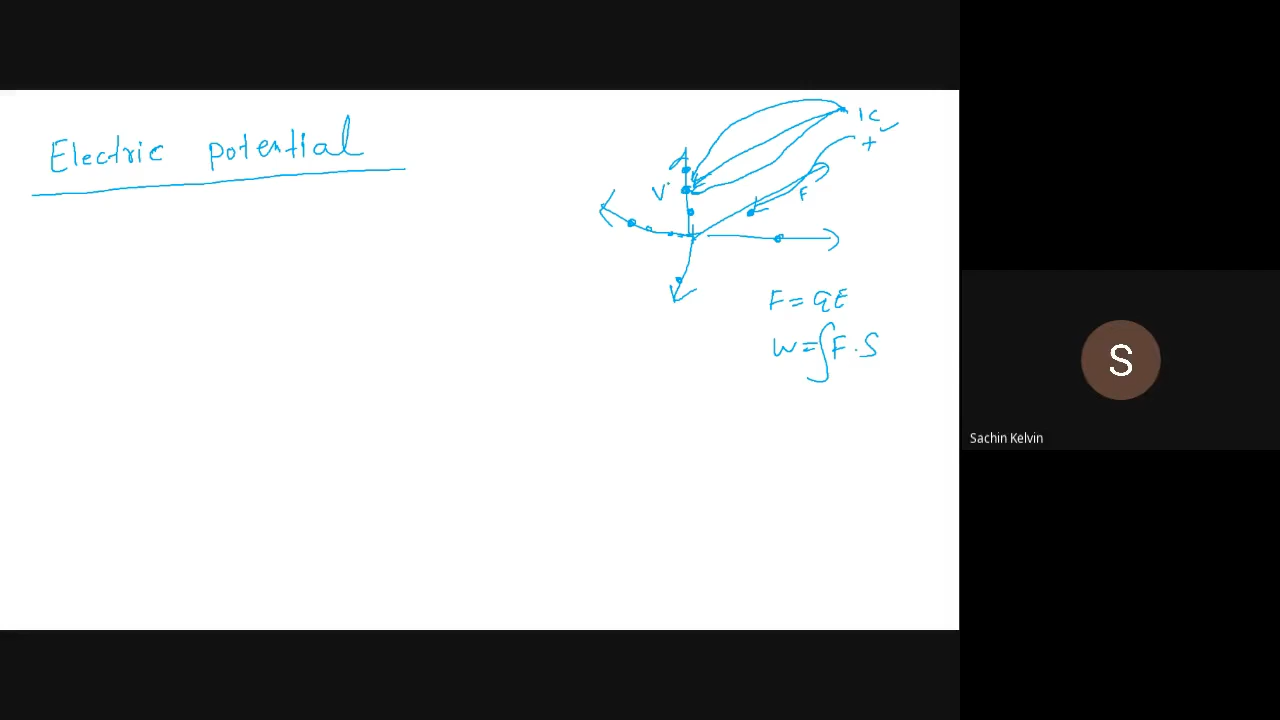 Electric potential
1C
+
V
F
F = qE
W = ∫F.S
S
Sachin Kelvin